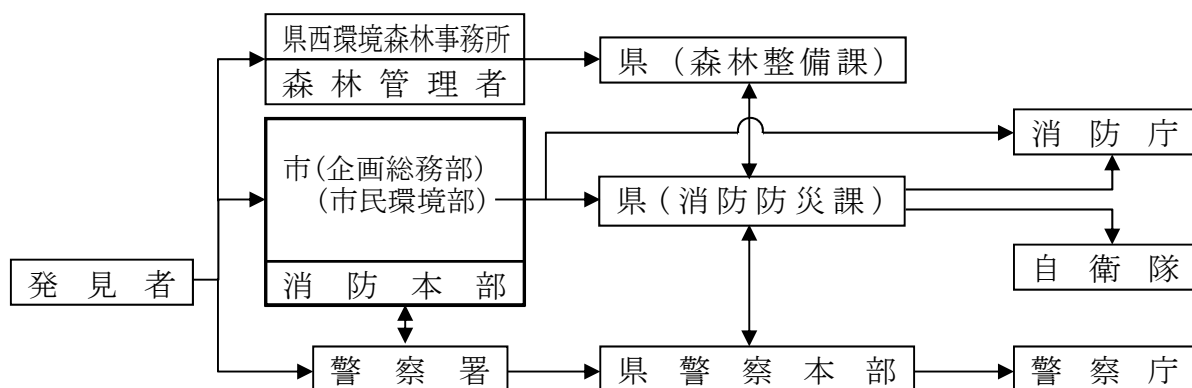 県西環境森林事務所
森林管理者
県（森林整備課）
消防庁
市(企画総務部)
(市民環境部)
県(消防防災課)
自衛隊
発見者
消防本部
警察署
県警察本部
警察庁